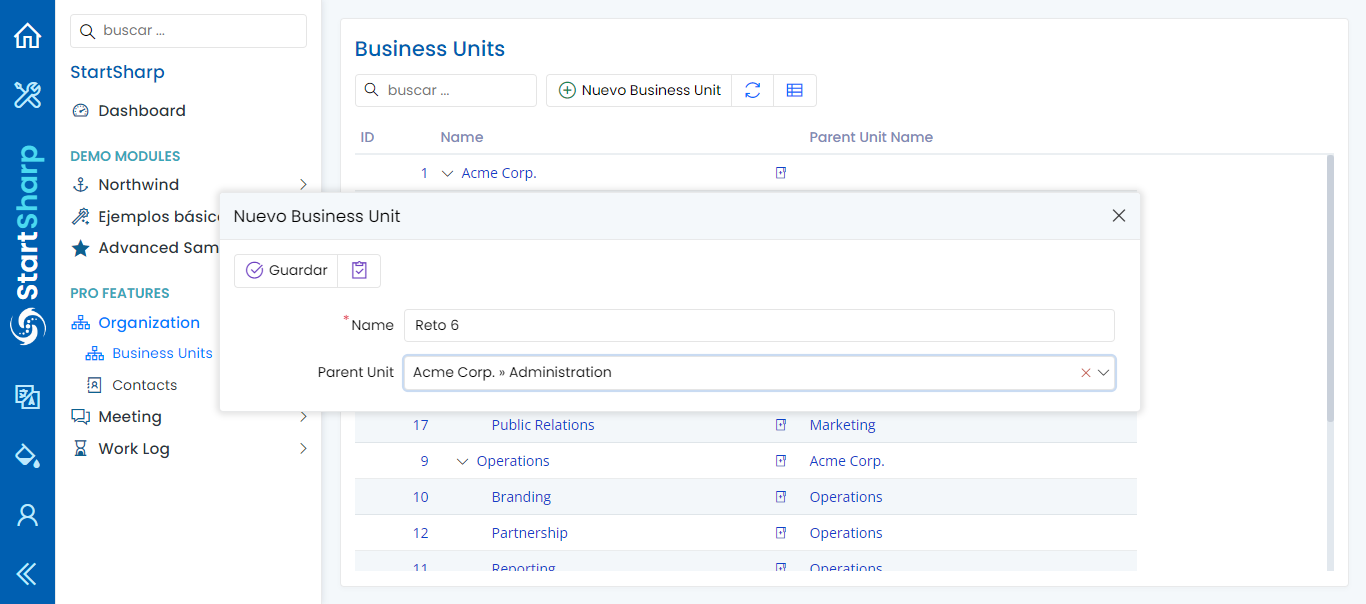 buscar ...
StartSharp
Dashboard
DEMO MODULES
Northwind
Ejemplos básic
Advanced Sam
PRO FEATURES
Organization
Business Units
Contacts
Meeting
Work Log
StartSharp
Business Units
buscar ...
Nuevo Business Unit
ID Name Parent Unit Name
1 Acme Corp.
Nuevo Business Unit
Guardar
*Name Reto 6
Parent Unit Acme Corp. » Administration
17 Public Relations Marketing
9 Operations Acme Corp.
10 Branding Operations
12 Partnership Operations
11 Reporting Operations